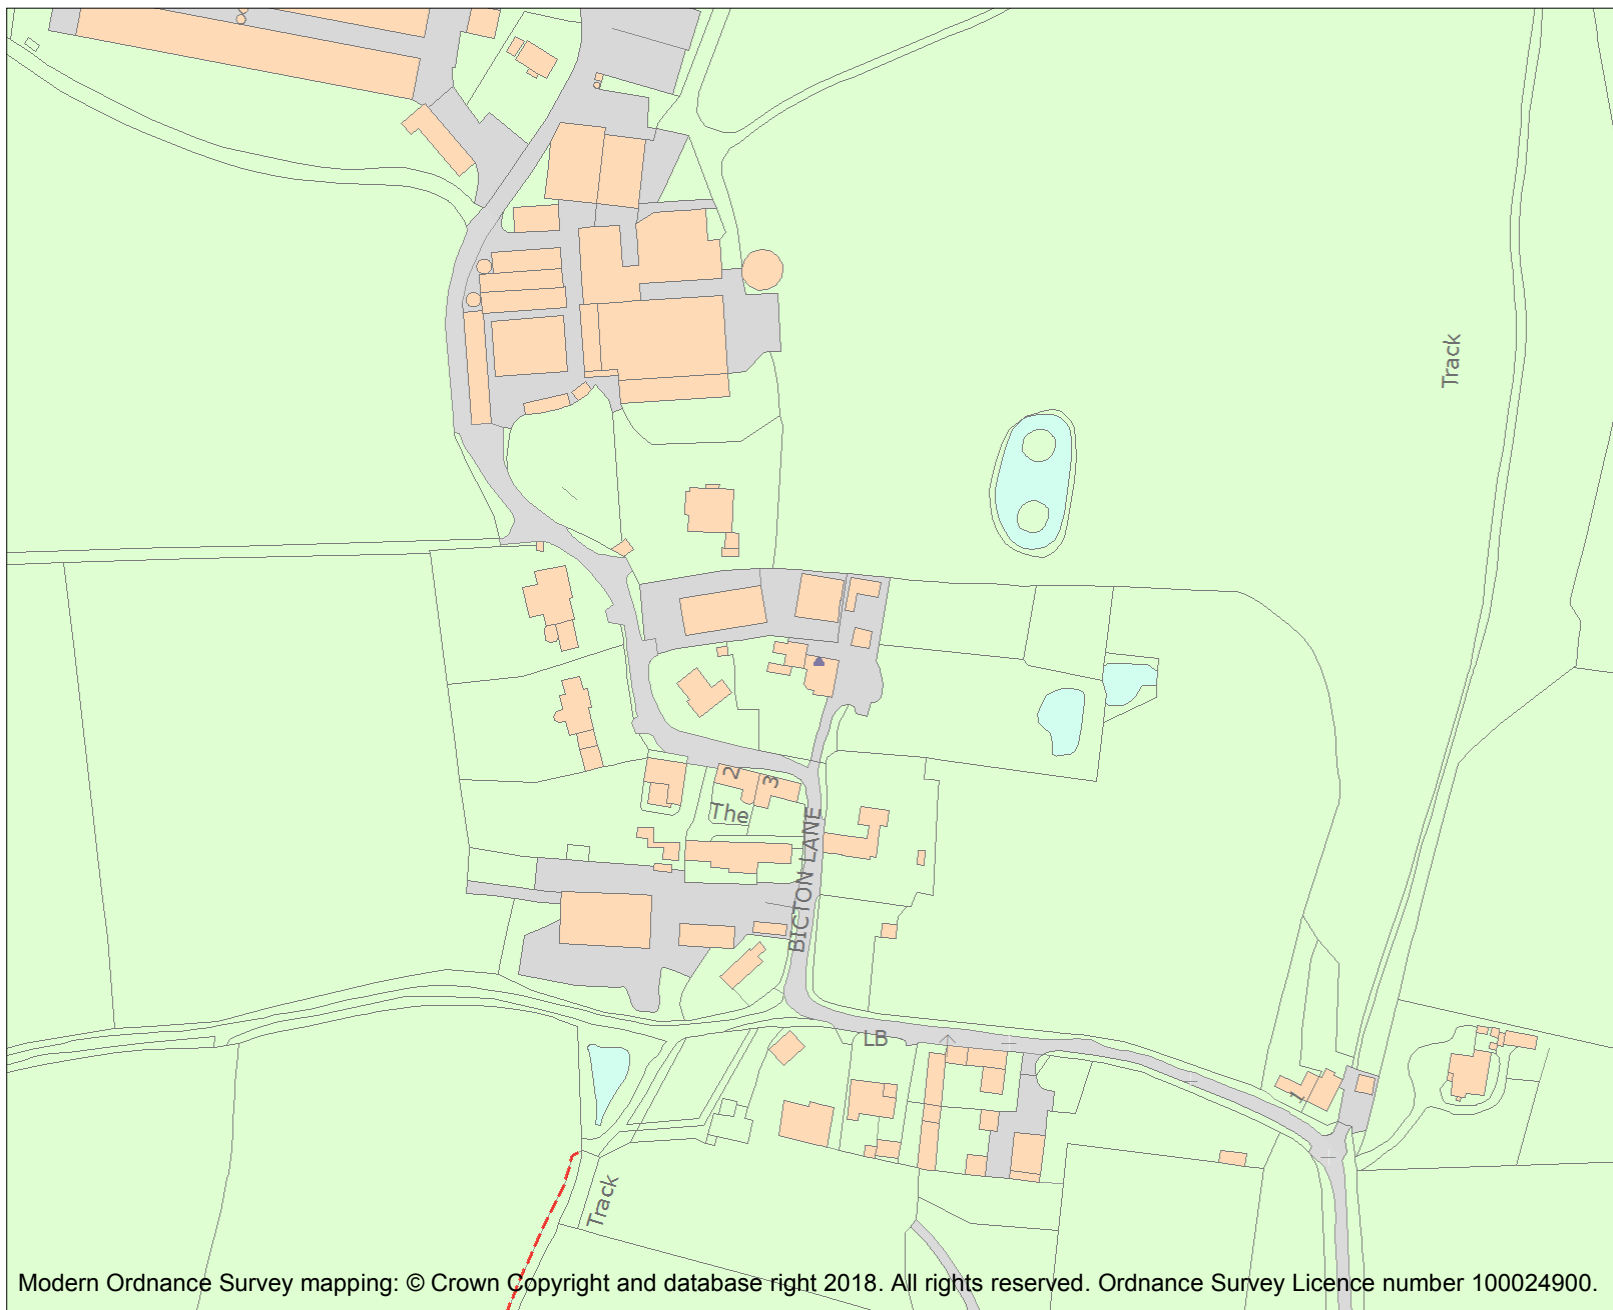 Track
2
3
The
BICTON LANE
LB
1
Track
Modern Ordnance Survey mapping: © Crown Copyright and database right 2018. All rights reserved. Ordnance Survey Licence number 100024900.